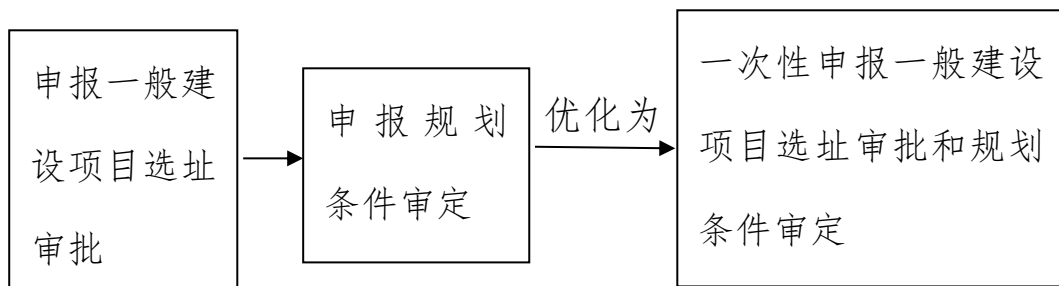 申报一般建
设项目选址
审批
申报规划
条件审定
优化为
一次性申报一般建设
项目选址审批和规划
条件审定